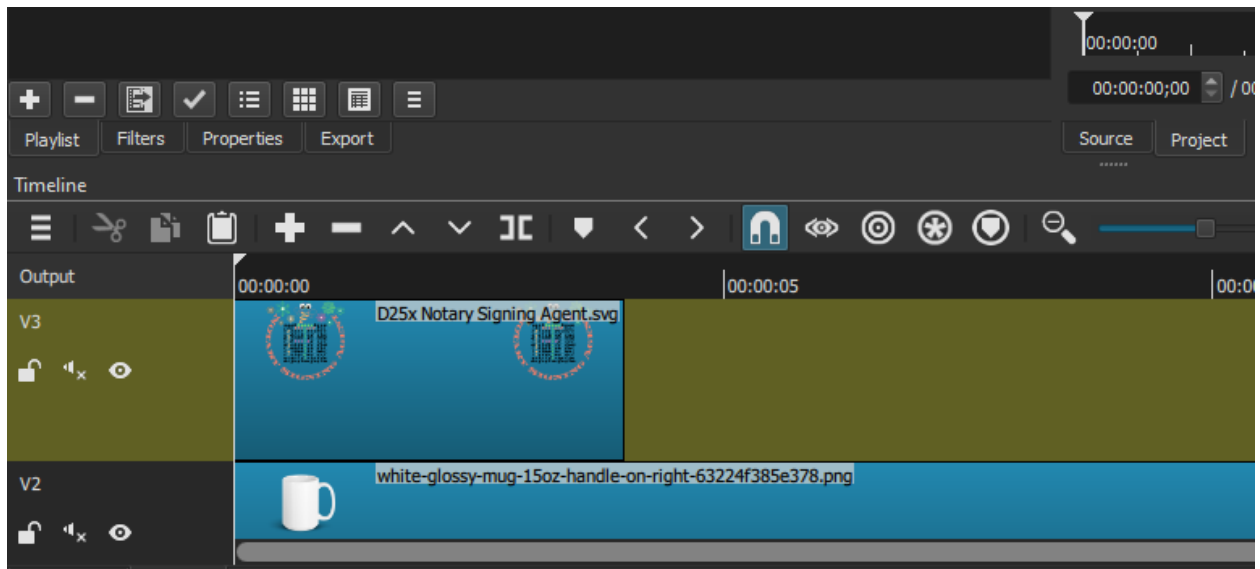 00:00:00
00:00:00;00 / 00
Playlist Filters Properties Export
Source Project
Timeline
Output
00:00:00 00:00:05 00:0
V3
D25x Notary Signing Agent.svg
V2
white-glossy-mug-15oz-handle-on-right-63224f385e378.png